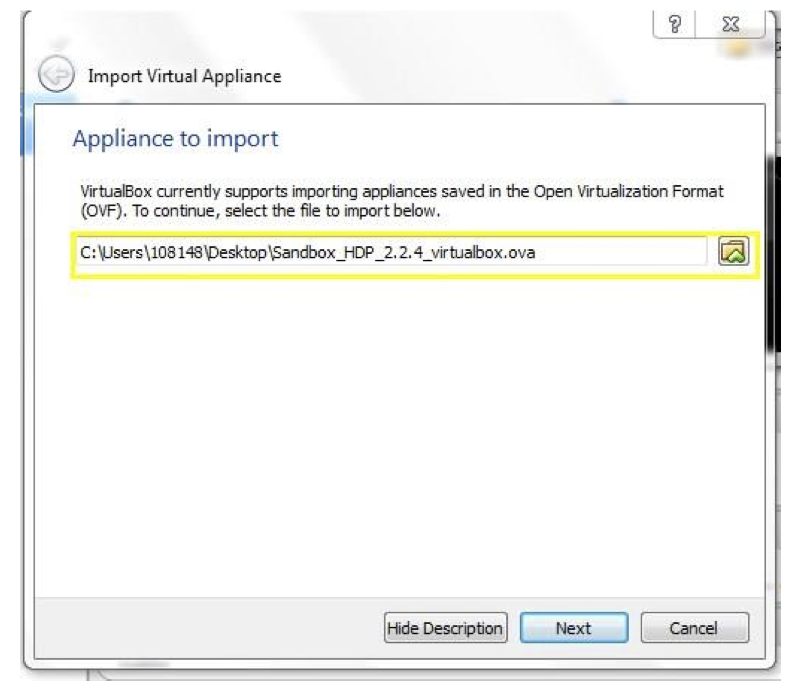 Import Virtual Appliance
Appliance to import
VirtualBox currently supports importing appliances saved in the Open Virtualization Format
(OVF). To continue, select the file to import below.
C:\Users\108148\Desktop\Sandbox_HDP_2.2.4_virtualbox.ova
Hide Description Next Cancel